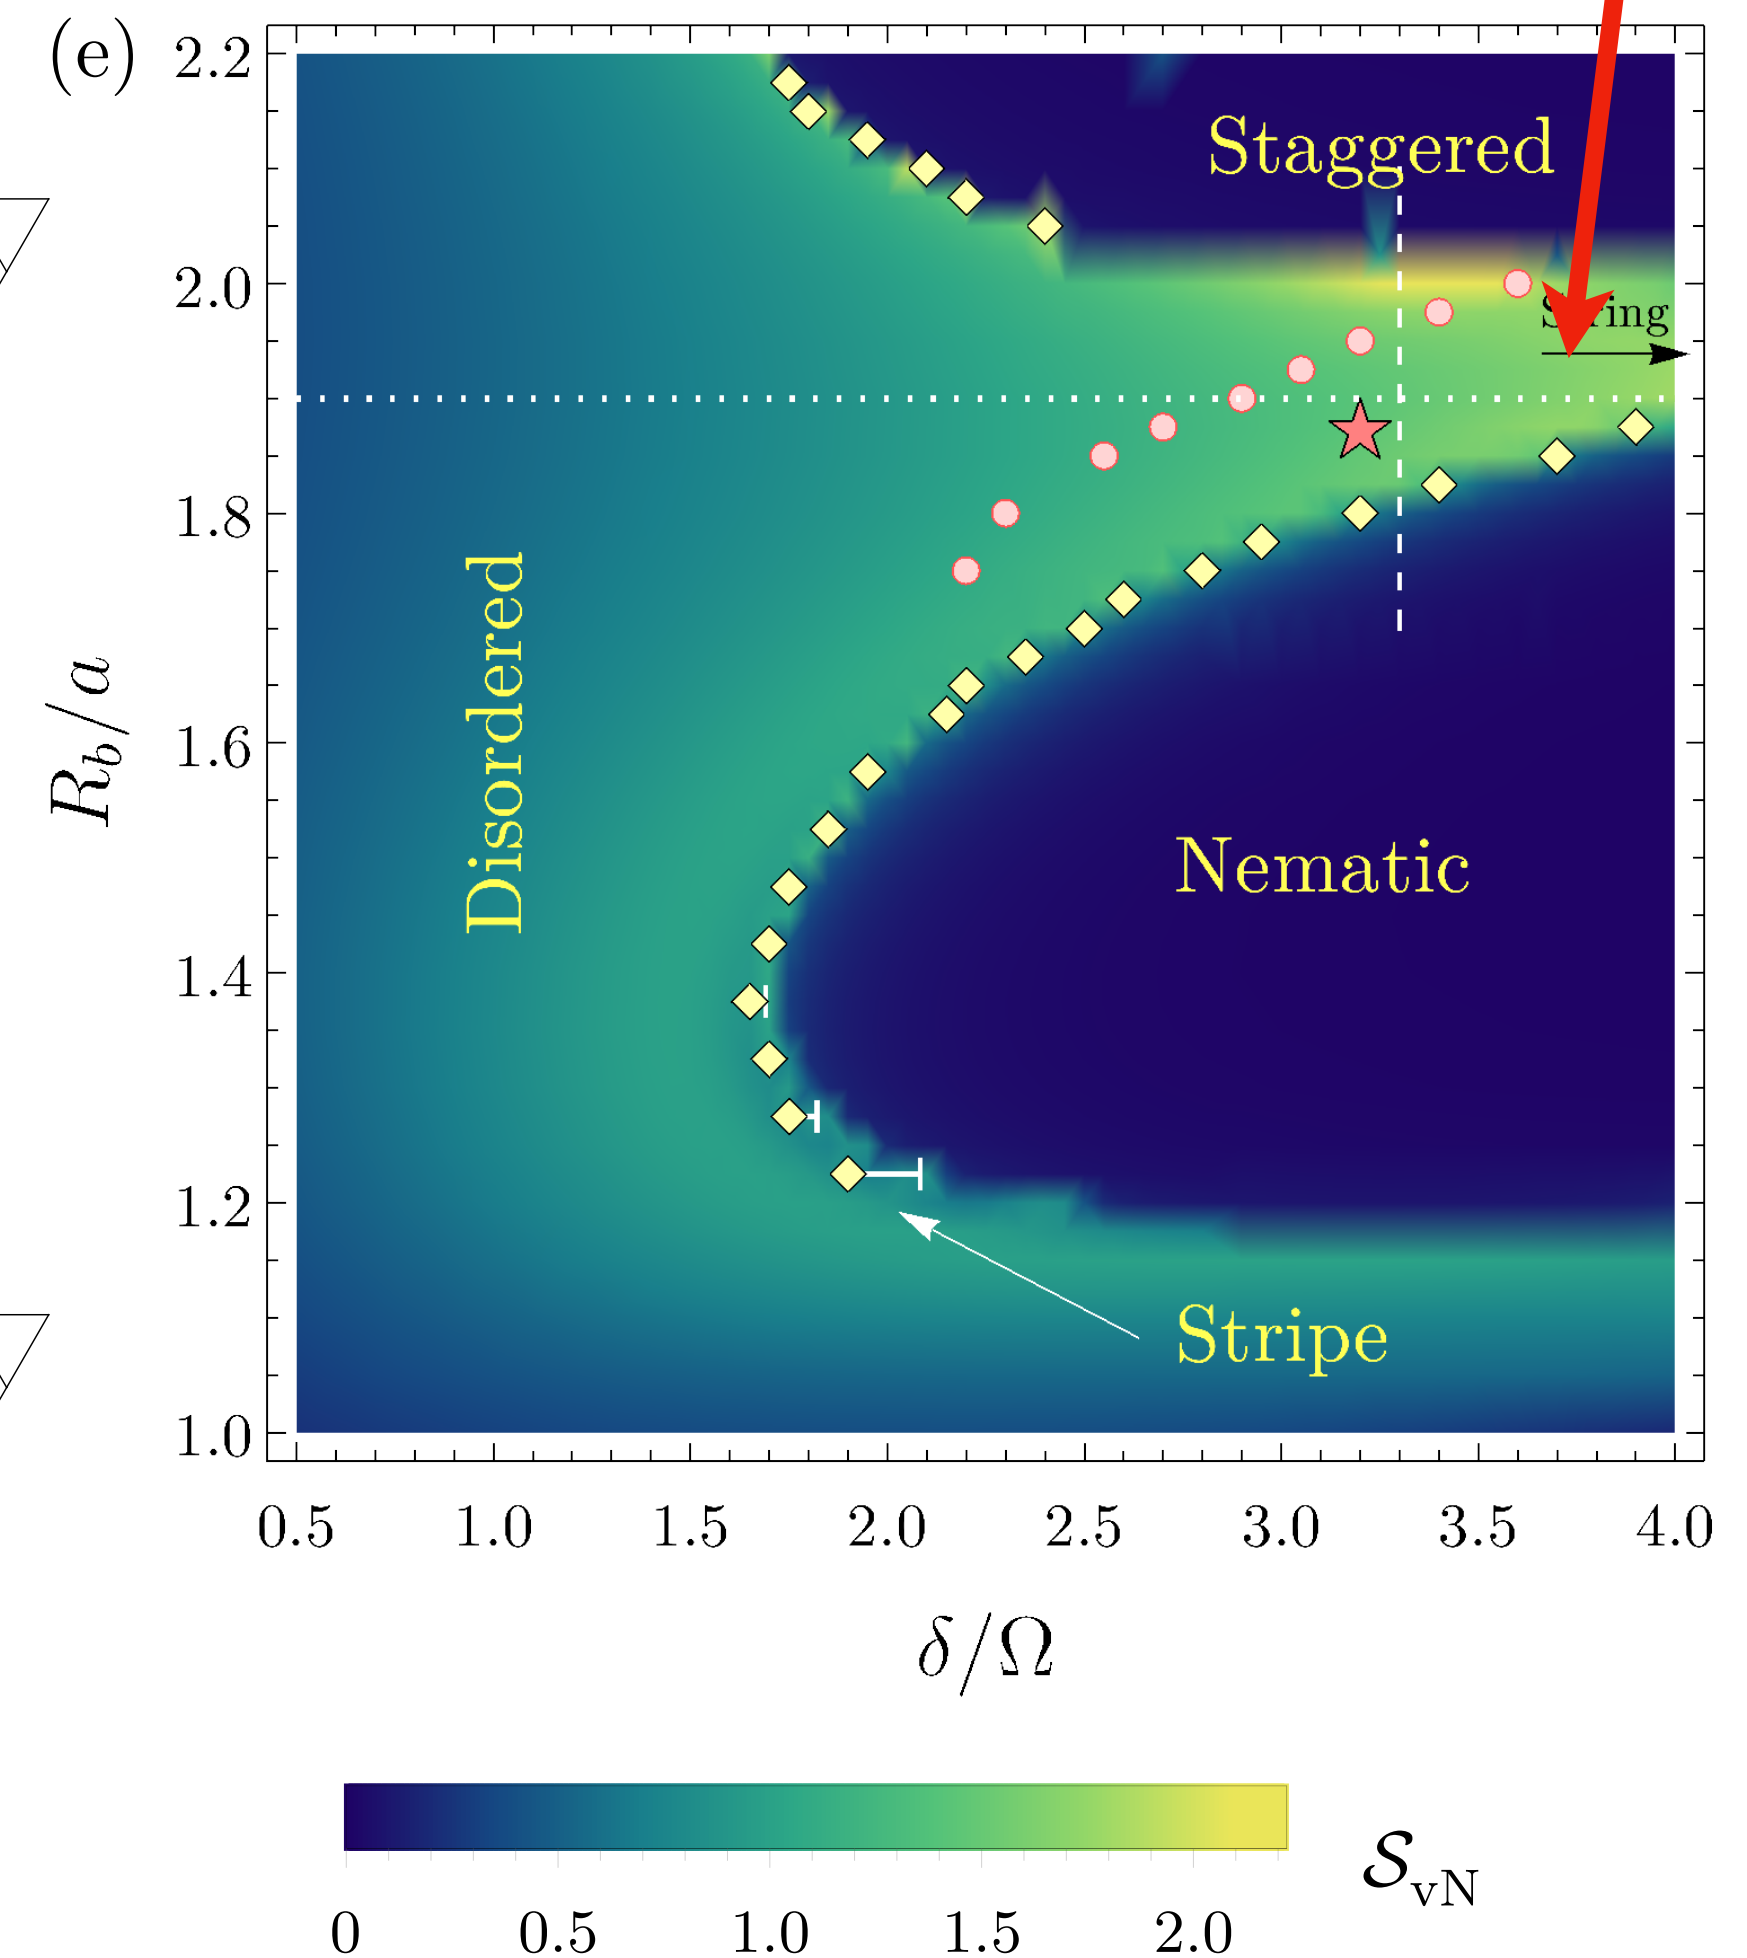 (e)
2.2
2.0
1.8
1.6
1.4
1.2
1.0
R_b/a
Staggered
Disordered
Nematic
Stripe
0.5 1.0 1.5 2.0 2.5 3.0 3.5 4.0
δ/Ω
0 0.5 1.0 1.5 2.0
𝒮_vN